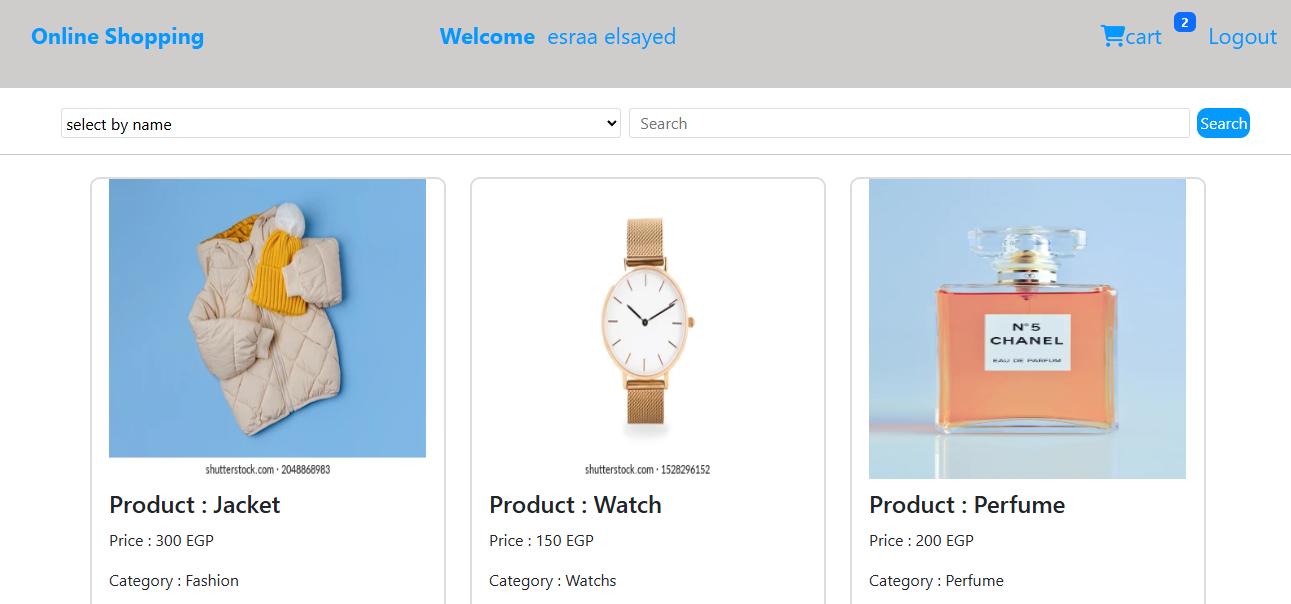 Online Shopping
Welcome esraa elsayed
cart 2 Logout
select by name
Search
Search
N°5
CHANEL
EAU DE PARFUM
shutterstock.com · 2048868983
shutterstock.com · 1528296152
Product : Jacket
Price : 300 EGP
Category : Fashion
Product : Watch
Price : 150 EGP
Category : Watchs
Product : Perfume
Price : 200 EGP
Category : Perfume